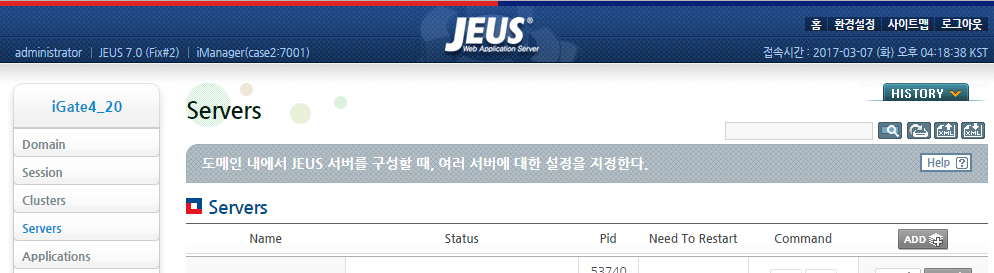 JEUS®
Web Application Server
홈 환경설정 사이트맵 로그아웃
administrator | JEUS 7.0 (Fix#2) | iManager(case2:7001)
접속시간 : 2017-03-07 (화) 오후 04:18:38 KST
iGate4_20
Domain
Session
Clusters
Servers
Applications
Servers
HISTORY
XML XML
도메인 내에서 JEUS 서버를 구성할 때, 여러 서버에 대한 설정을 지정한다.
Help ?
Servers
Name Status Pid Need To Restart Command ADD
53740